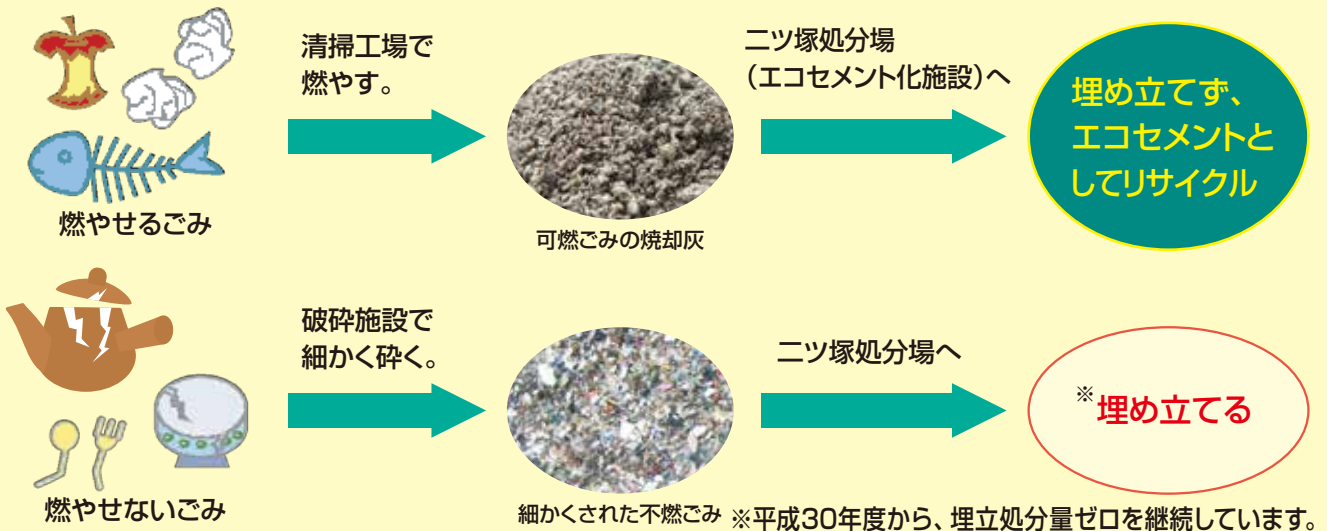 清掃工場で
燃やす。
二ツ塚処分場
（エコセメント化施設）へ
埋め立てず、
エコセメントと
してリサイクル
燃やせるごみ
可燃ごみの焼却灰
破砕施設で
細かく砕く。
二ツ塚処分場へ
※埋め立てる
燃やせないごみ
細かくされた不燃ごみ
※平成30年度から、埋立処分量ゼロを継続しています。